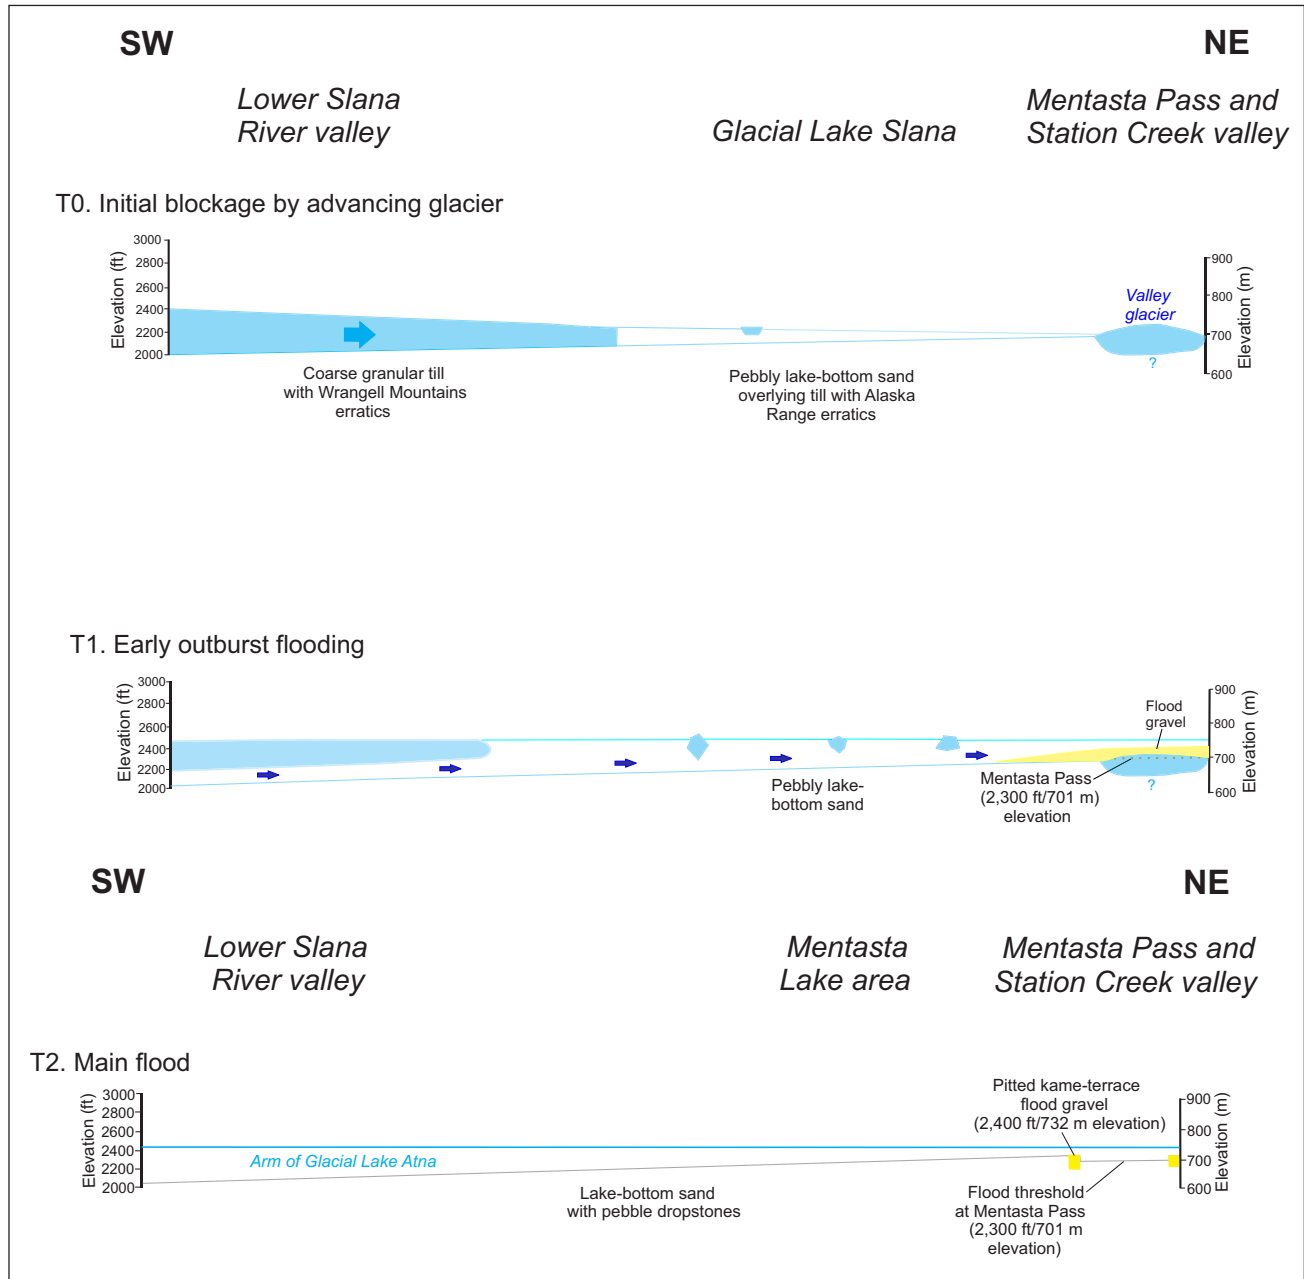 SW
NE
Lower Slana
River valley
Glacial Lake Slana
Mentasta Pass and
Station Creek valley
T0. Initial blockage by advancing glacier
Elevation (ft)
3000
2800
2600
2400
2200
2000
Valley
glacier
900
800
700
600
Elevation (m)
?
Coarse granular till
with Wrangell Mountains
erratics
Pebbly lake-bottom sand
overlying till with Alaska
Range erratics
T1. Early outburst flooding
Elevation (ft)
3000
2800
2600
2400
2200
2000
Flood
gravel
900
800
700
600
Elevation (m)
?
Pebbly lake-
bottom sand
Mentasta Pass
(2,300 ft/701 m)
elevation
SW
NE
Lower Slana
River valley
Mentasta
Lake area
Mentasta Pass and
Station Creek valley
T2. Main flood
Elevation (ft)
3000
2800
2600
2400
2200
2000
Arm of Glacial Lake Atna
Pitted kame-terrace
flood gravel
(2,400 ft/732 m elevation)
900
800
700
600
Elevation (m)
Lake-bottom sand
with pebble dropstones
Flood threshold
at Mentasta Pass
(2,300 ft/701 m
elevation)